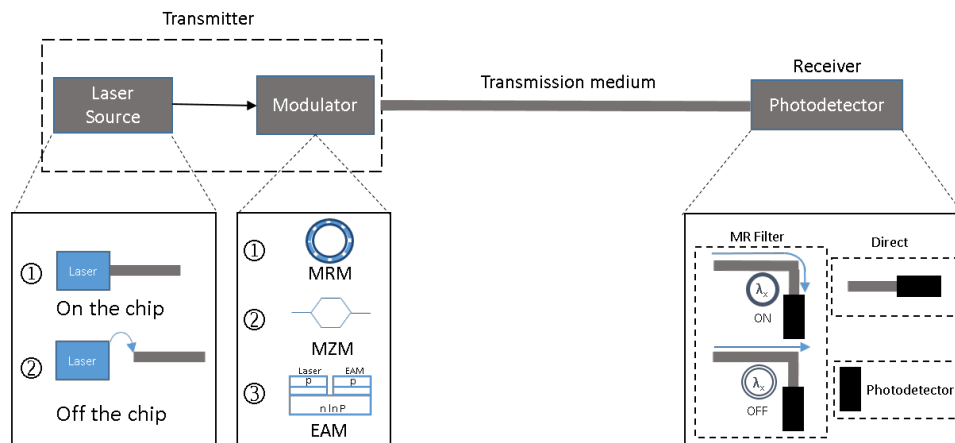 Transmitter
Laser
Source
Modulator
Transmission medium
Receiver
Photodetector
①
Laser
On the chip
②
Laser
Off the chip
①
MRM
②
MZM
③
Laser
EAM
p
p
n InP
EAM
MR Filter
λx
ON
λx
OFF
Direct
Photodetector